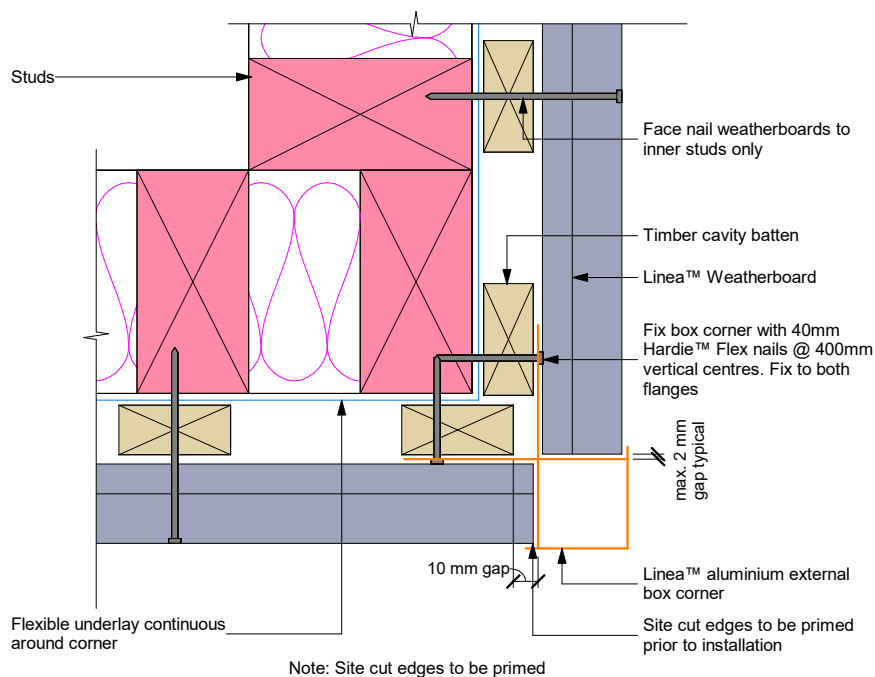 Studs
Face nail weatherboards to
inner studs only
Timber cavity batten
Linea™ Weatherboard
Fix box corner with 40mm
Hardie™ Flex nails @ 400mm
vertical centres. Fix to both
flanges
max. 2 mm
gap typical
10 mm gap
Linea™ aluminium external
box corner
Flexible underlay continuous
around corner
Site cut edges to be primed
prior to installation
Note: Site cut edges to be primed